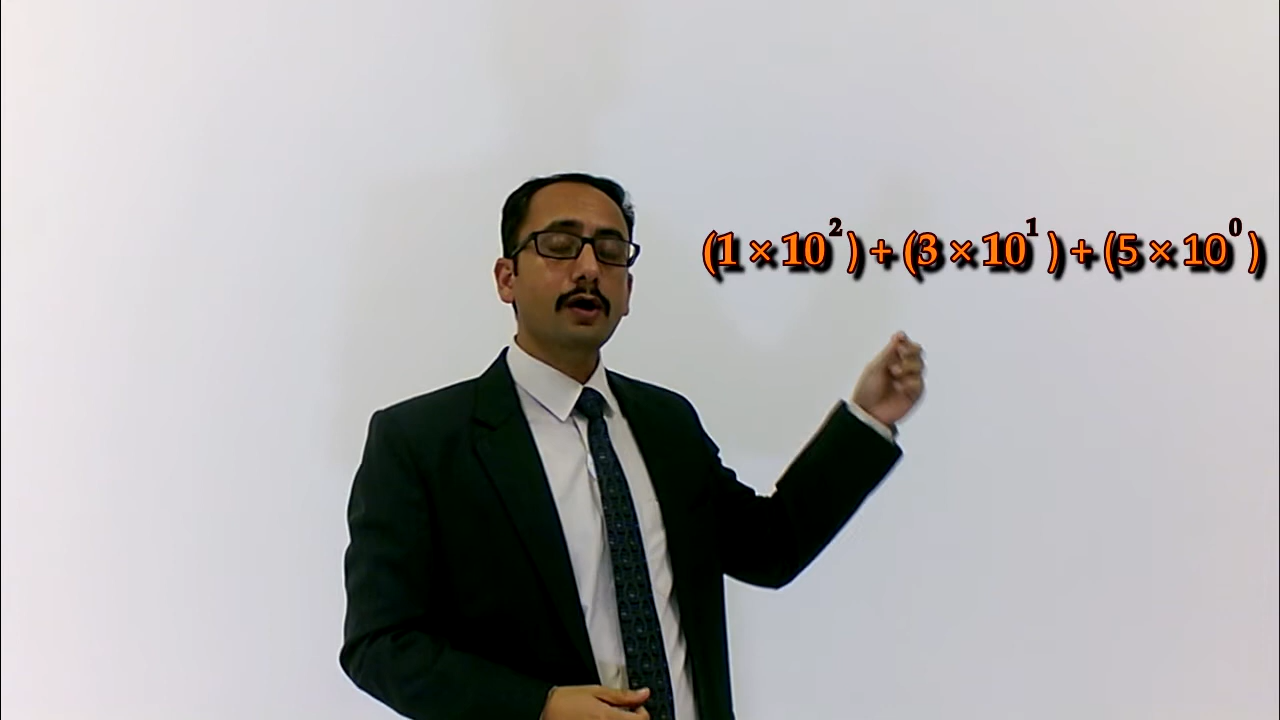 (1 × 10²) + (3 × 10¹) + (5 × 10⁰)